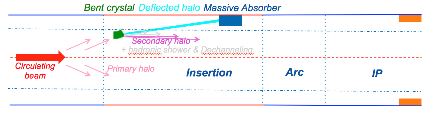 Bent crystal Deflected halo Massive Absorber
Secondary halo
+ hadronic shower & Dechanneling
Circulating
beam
Primary halo
Insertion
Arc
IP